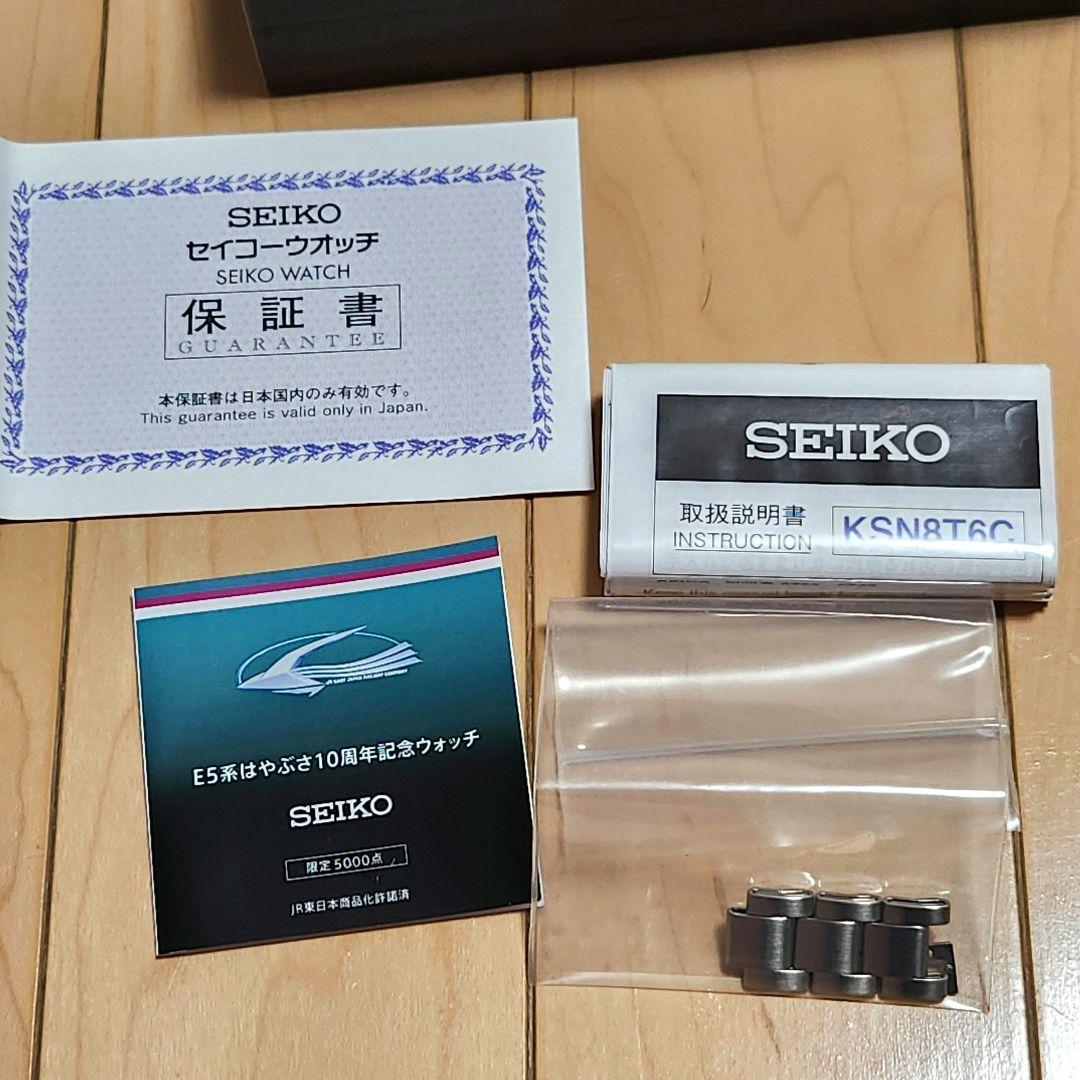 SEIKO
セイコーウオッチ
SEIKO WATCH
保証書
GUARANTEE
本保証書は日本国内のみ有効です。
This guarantee is valid only in Japan.
SEIKO
取扱説明書
INSTRUCTION
KSN8T6C
E5系はやぶさ10周年記念ウォッチ
SEIKO
限定5000点
JR東日本商品化許諾済